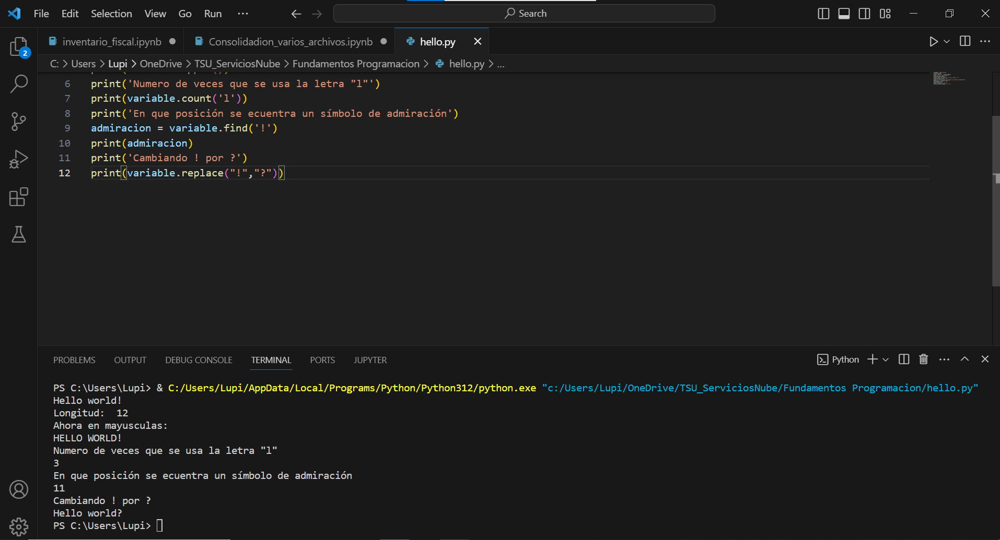 File Edit Selection View Go Run ··· Search
inventario_fiscal.ipynb Consolidadion_varios_archivos.ipynb hello.py
2
C: > Users > Lupi > OneDrive > TSU_ServiciosNube > Fundamentos Programacion > hello.py > ...
6 print('Numero de veces que se usa la letra "l"')
7 print(variable.count('l'))
8 print('En que posición se ecuentra un símbolo de admiración')
9 admiracion = variable.find('!')
10 print(admiracion)
11 print('Cambiando ! por ?')
12 print(variable.replace("!","?"))
PROBLEMS OUTPUT DEBUG CONSOLE TERMINAL PORTS JUPYTER Python
PS C:\Users\Lupi> & C:/Users/Lupi/AppData/Local/Programs/Python/Python312/python.exe "c:/Users/Lupi/OneDrive/TSU_ServiciosNube/Fundamentos Programacion/hello.py"
Hello world!
Longitud:  12
Ahora en mayusculas:
HELLO WORLD!
Numero de veces que se usa la letra "l"
3
En que posición se ecuentra un símbolo de admiración
11
Cambiando ! por ?
Hello world?
PS C:\Users\Lupi>